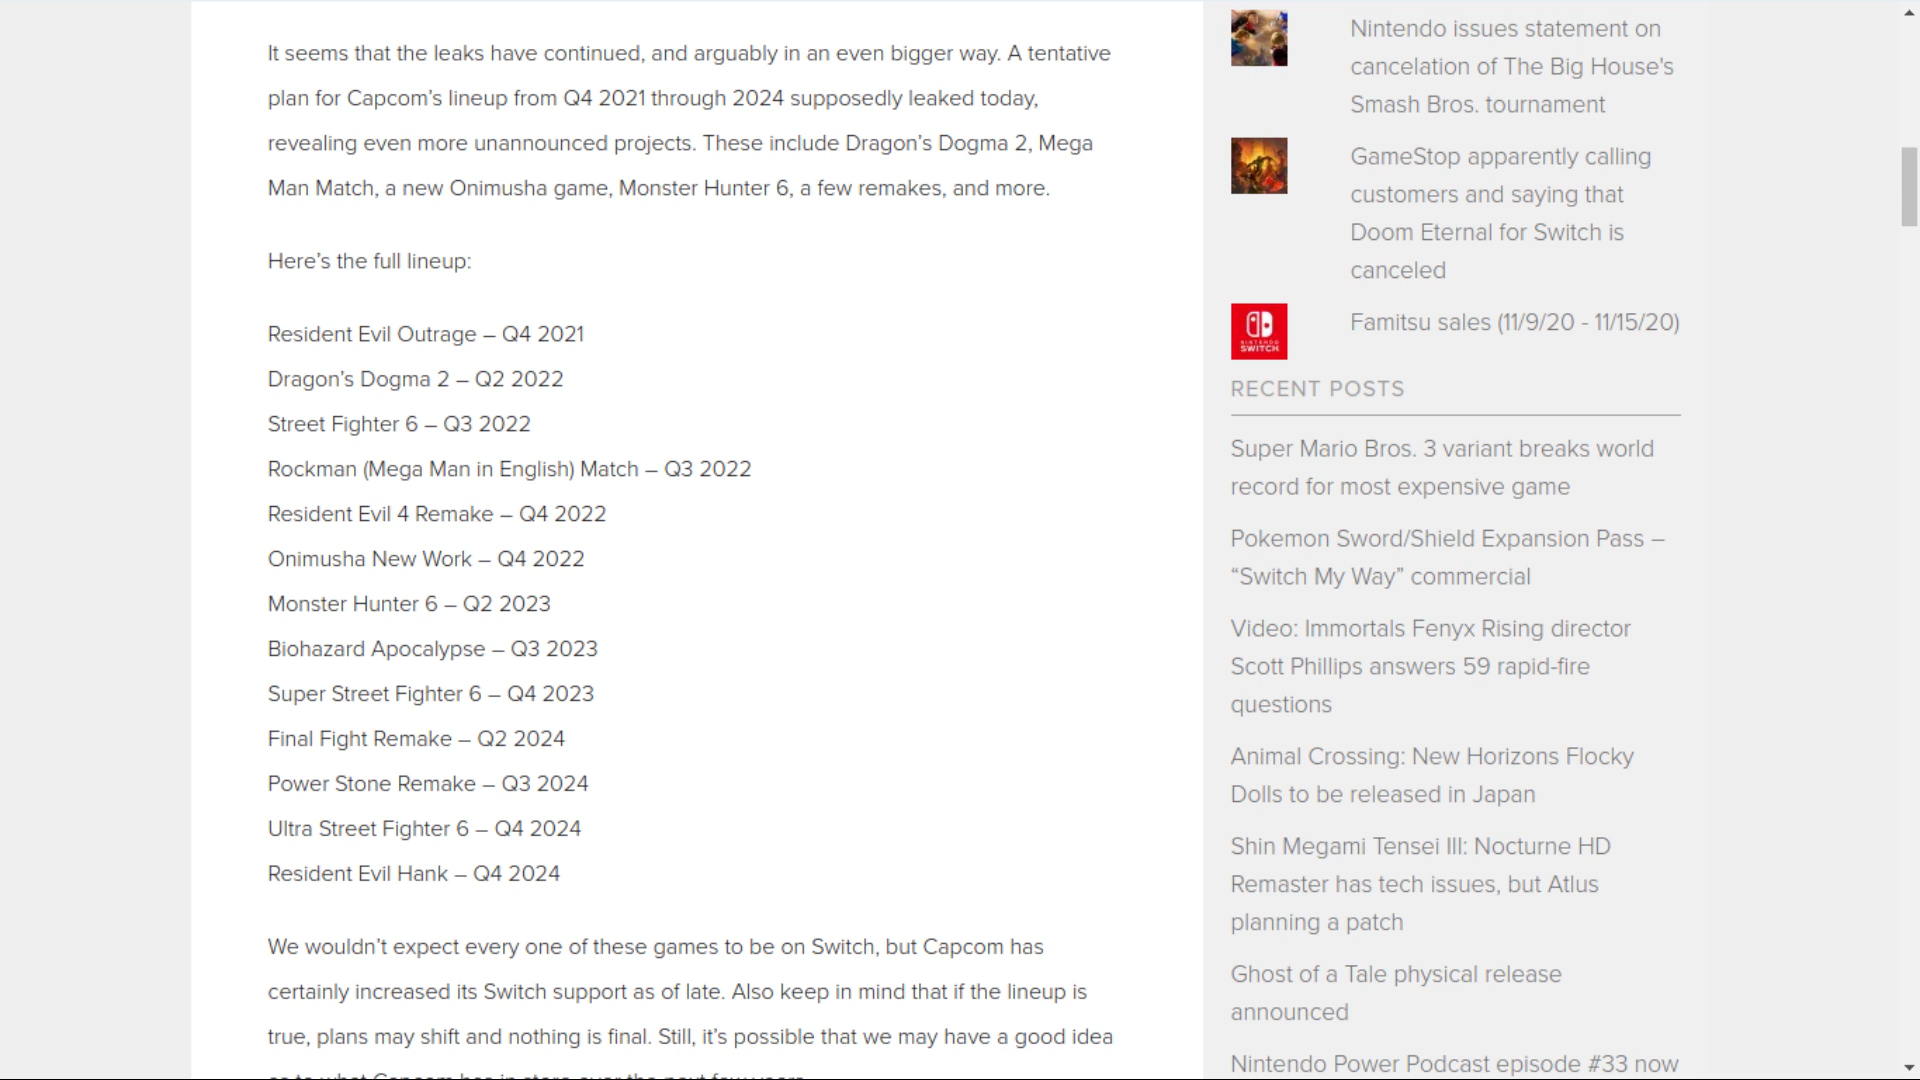 It seems that the leaks have continued, and arguably in an even bigger way. A tentative
plan for Capcom’s lineup from Q4 2021 through 2024 supposedly leaked today,
revealing even more unannounced projects. These include Dragon’s Dogma 2, Mega
Man Match, a new Onimusha game, Monster Hunter 6, a few remakes, and more.
Here’s the full lineup:
Resident Evil Outrage – Q4 2021
Dragon’s Dogma 2 – Q2 2022
Street Fighter 6 – Q3 2022
Rockman (Mega Man in English) Match – Q3 2022
Resident Evil 4 Remake – Q4 2022
Onimusha New Work – Q4 2022
Monster Hunter 6 – Q2 2023
Biohazard Apocalypse – Q3 2023
Super Street Fighter 6 – Q4 2023
Final Fight Remake – Q2 2024
Power Stone Remake – Q3 2024
Ultra Street Fighter 6 – Q4 2024
Resident Evil Hank – Q4 2024
We wouldn’t expect every one of these games to be on Switch, but Capcom has
certainly increased its Switch support as of late. Also keep in mind that if the lineup is
true, plans may shift and nothing is final. Still, it’s possible that we may have a good idea
as to what Capcom has in store over the next few years.
Nintendo issues statement on
cancelation of The Big House's
Smash Bros. tournament
GameStop apparently calling
customers and saying that
Doom Eternal for Switch is
canceled
NINTENDO
SWITCH
Famitsu sales (11/9/20 - 11/15/20)
RECENT POSTS
Super Mario Bros. 3 variant breaks world
record for most expensive game
Pokemon Sword/Shield Expansion Pass –
“Switch My Way” commercial
Video: Immortals Fenyx Rising director
Scott Phillips answers 59 rapid-fire
questions
Animal Crossing: New Horizons Flocky
Dolls to be released in Japan
Shin Megami Tensei III: Nocturne HD
Remaster has tech issues, but Atlus
planning a patch
Ghost of a Tale physical release
announced
Nintendo Power Podcast episode #33 now